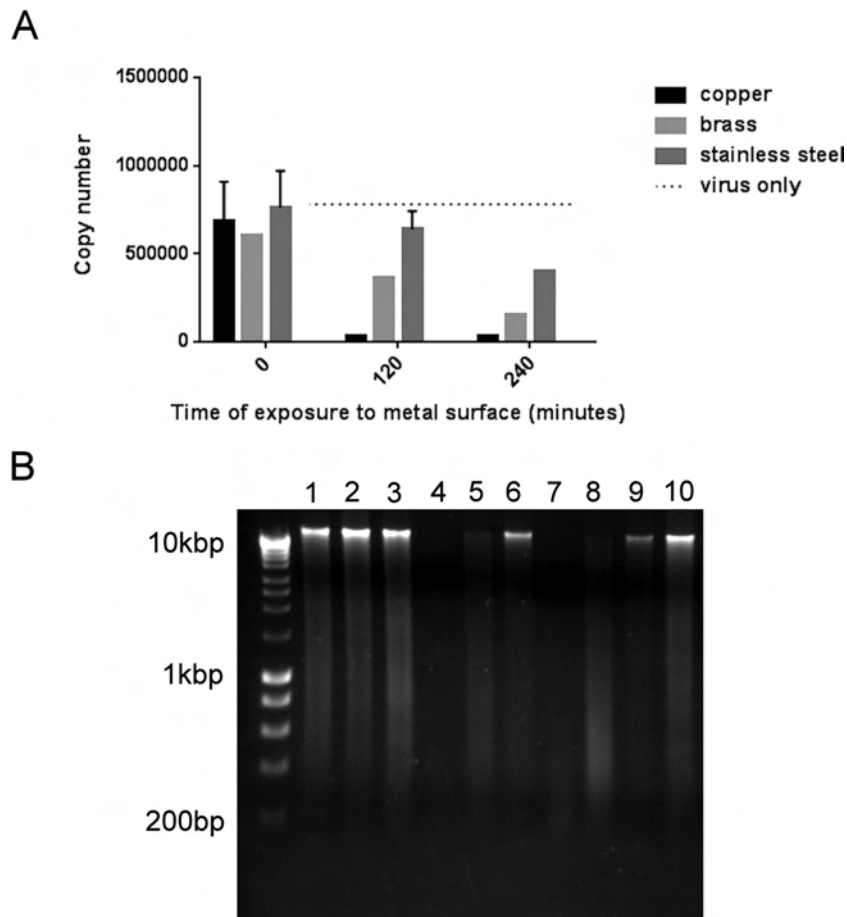 A
1500000
1000000
500000
0
Copy number
0
120
240
Time of exposure to metal surface (minutes)
copper
brass
stainless steel
virus only
B
1 2 3 4 5 6 7 8 9 10
10kbp
1kbp
200bp